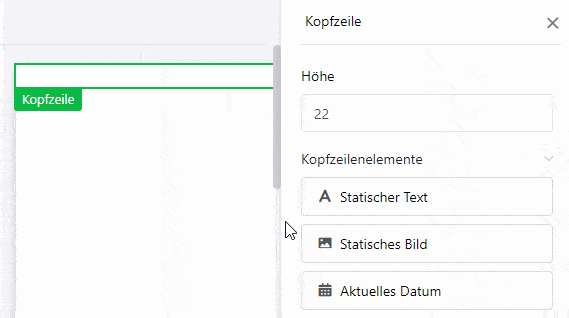 Kopfzeile
Kopfzeile
Höhe
22
Kopfzeilenelemente
Statischer Text
Statisches Bild
Aktuelles Datum